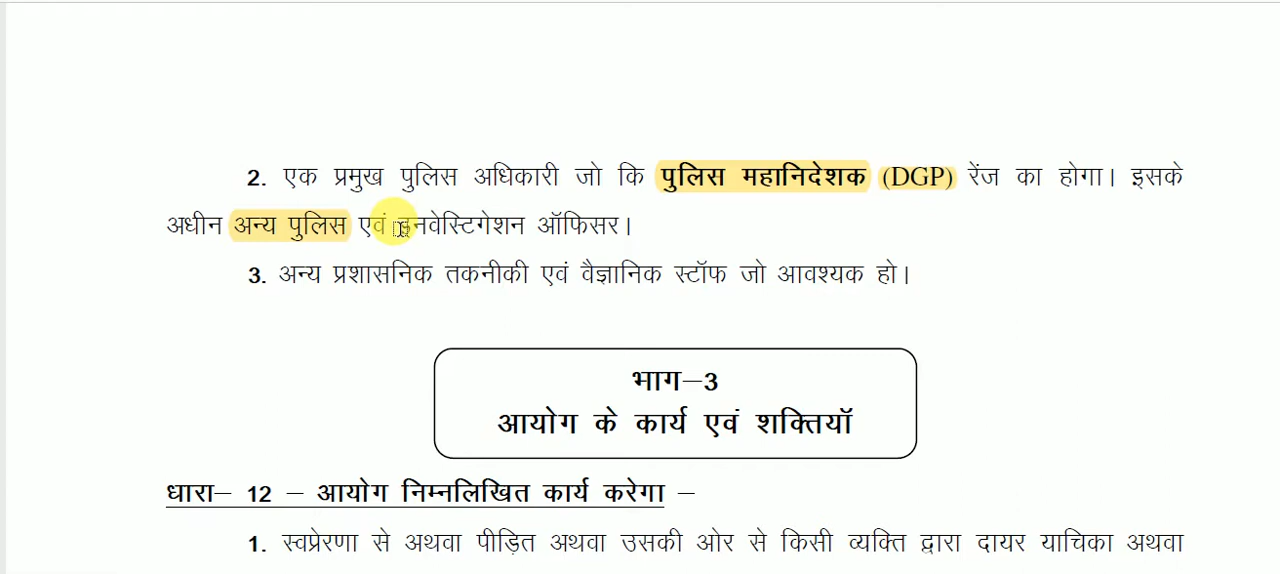 2. एक प्रमुख पुलिस अधिकारी जो कि पुलिस महानिदेशक (DGP) रेंज का होगा। इसके
अधीन अन्य पुलिस एवं इनवेस्टिगेशन ऑफिसर।
3. अन्य प्रशासनिक तकनीकी एवं वैज्ञानिक स्टॉफ जो आवश्यक हो।
भाग–3
आयोग के कार्य एवं शक्तियॉ
धारा– 12 – आयोग निम्नलिखित कार्य करेगा –
1. स्वप्रेरणा से अथवा पीड़ित अथवा उसकी ओर से किसी व्यक्ति द्वारा दायर याचिका अथवा